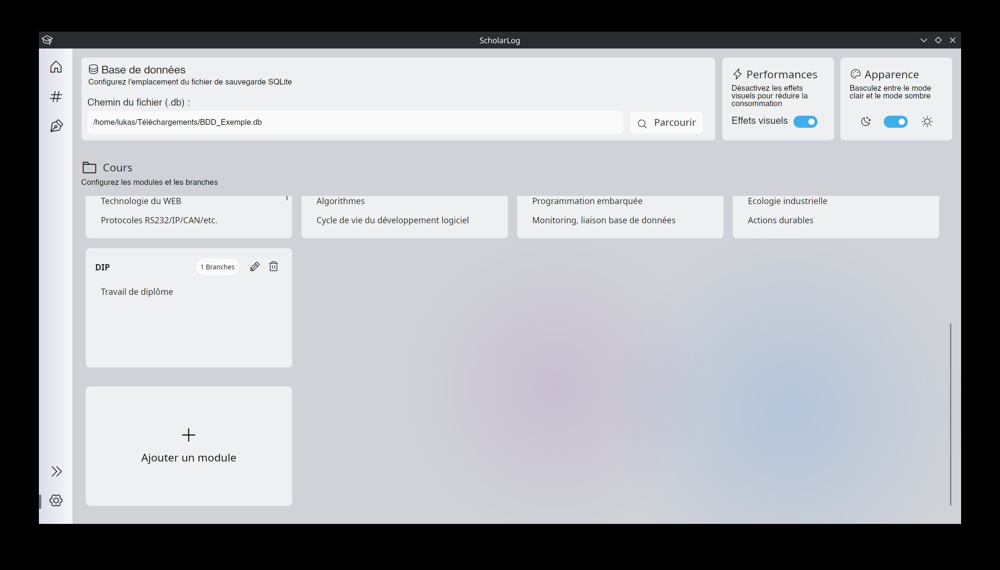 ScholarLog
Base de données
Configurez l'emplacement du fichier de sauvegarde SQLite
Chemin du fichier (.db) :
/home/lukas/Téléchargements/BDD_Exemple.db
Parcourir
Performances
Désactivez les effets
visuels pour réduire la
consommation
Effets visuels
Apparence
Basculez entre le mode
clair et le mode sombre
Cours
Configurez les modules et les branches
Technologie du WEB
Protocoles RS232/IP/CAN/etc.
Algorithmes
Cycle de vie du développement logiciel
Programmation embarquée
Monitoring, liaison base de données
Ecologie industrielle
Actions durables
DIP
1 Branches
Travail de diplôme
Ajouter un module